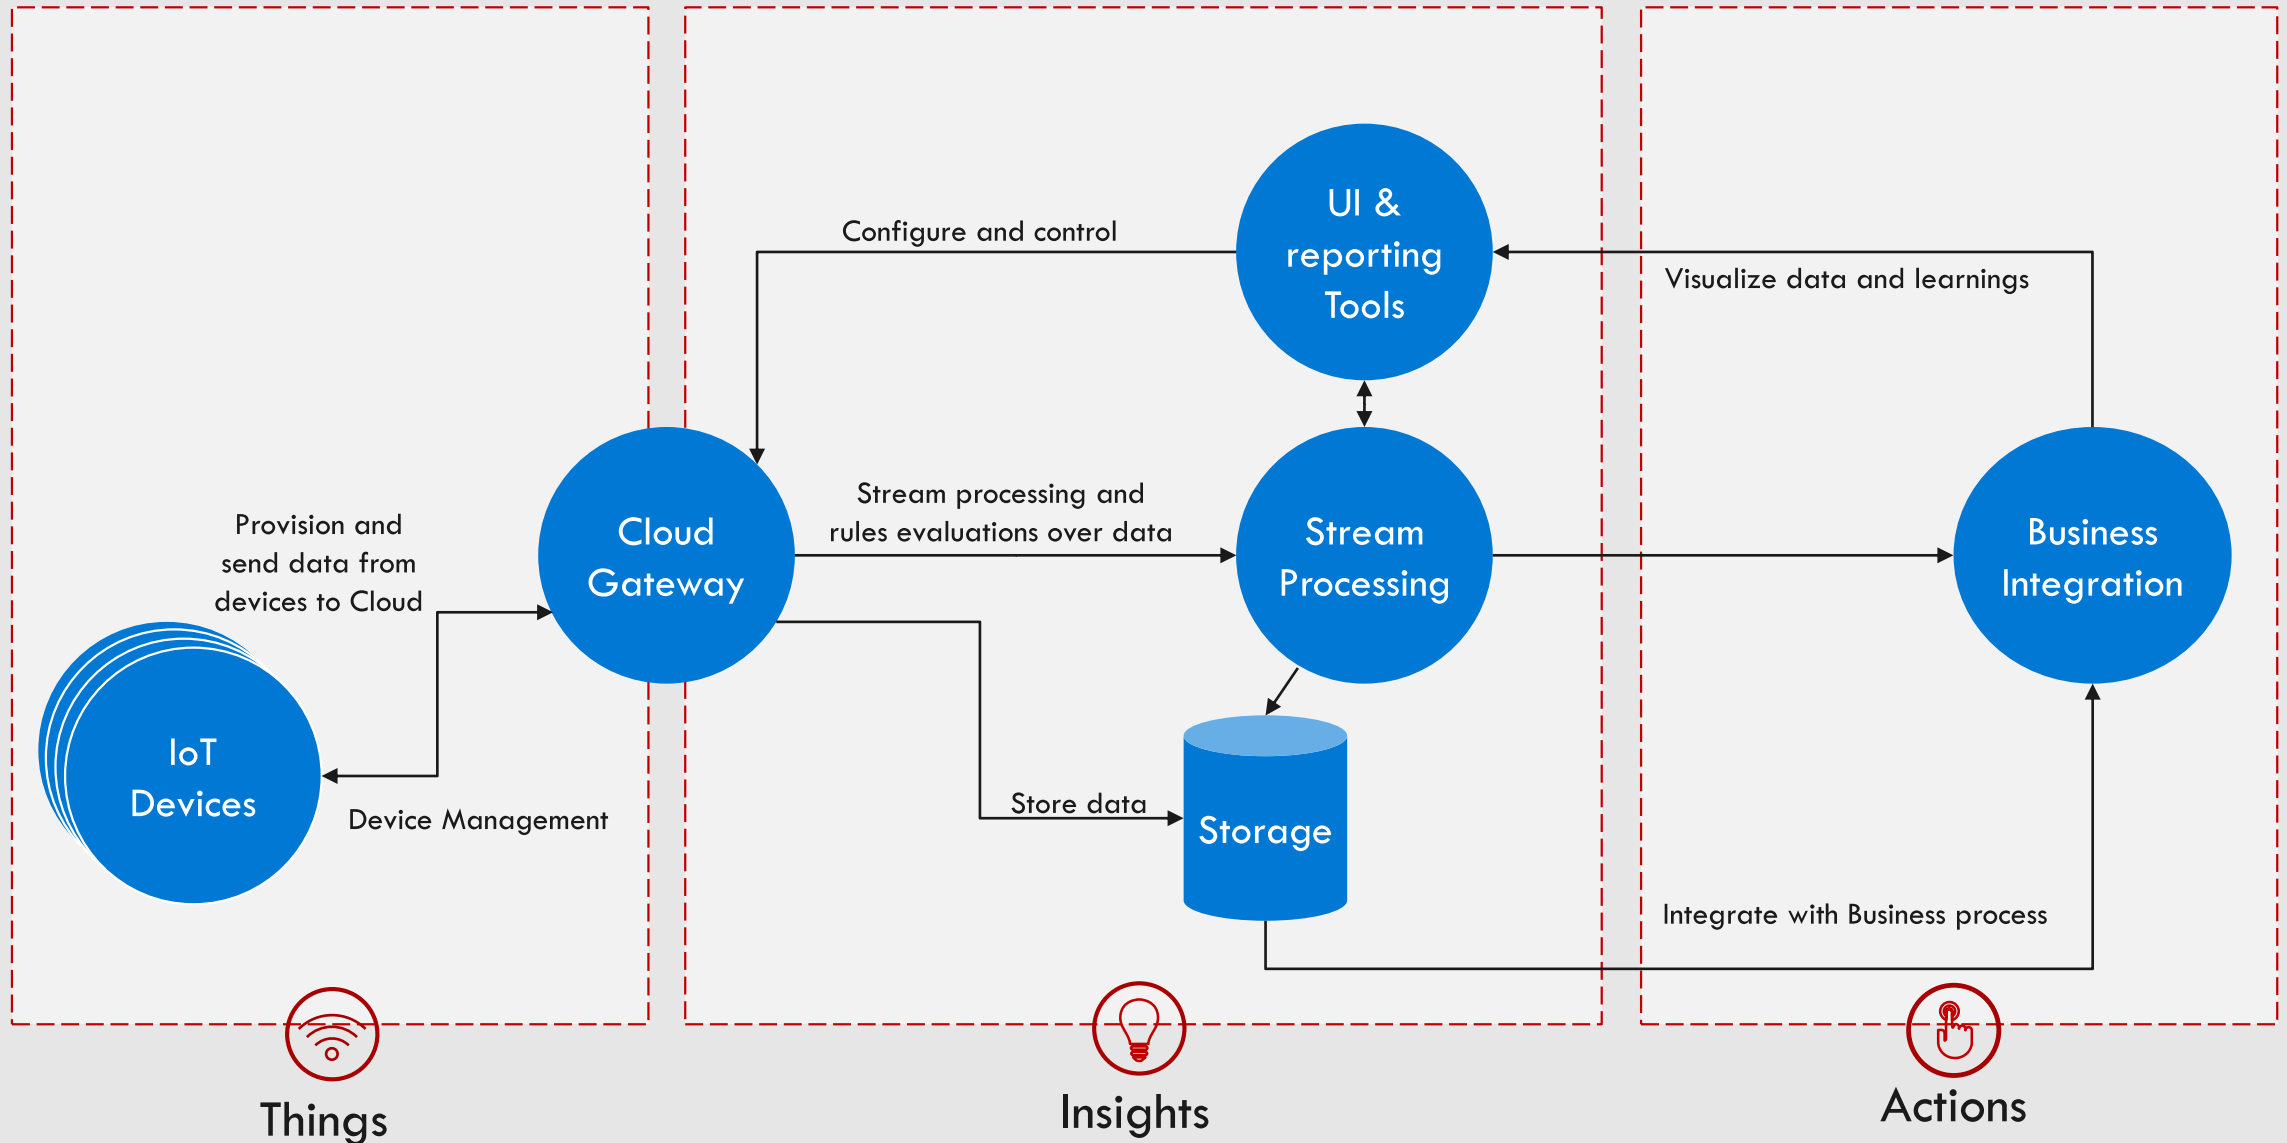 UI &
reporting
Tools
Configure and control
Visualize data and learnings
Provision and
send data from
devices to Cloud
Cloud
Gateway
Stream processing and
rules evaluations over data
Stream
Processing
Business
Integration
IoT
Devices
Device Management
Store data
Storage
Integrate with Business process
Things
Insights
Actions